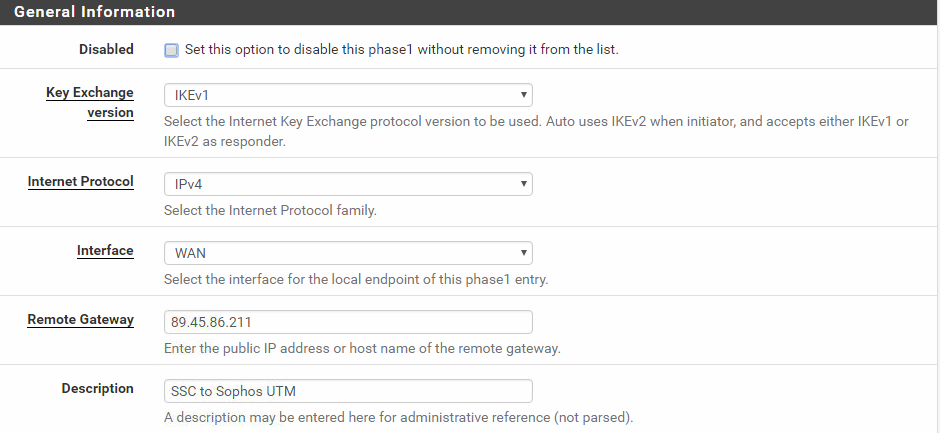 General Information
Disabled
Set this option to disable this phase1 without removing it from the list.
Key Exchange
version
IKEv1
Select the Internet Key Exchange protocol version to be used. Auto uses IKEv2 when initiator, and accepts either IKEv1 or
IKEv2 as responder.
Internet Protocol
IPv4
Select the Internet Protocol family.
Interface
WAN
Select the interface for the local endpoint of this phase1 entry.
Remote Gateway
89.45.86.211
Enter the public IP address or host name of the remote gateway.
Description
SSC to Sophos UTM
A description may be entered here for administrative reference (not parsed).